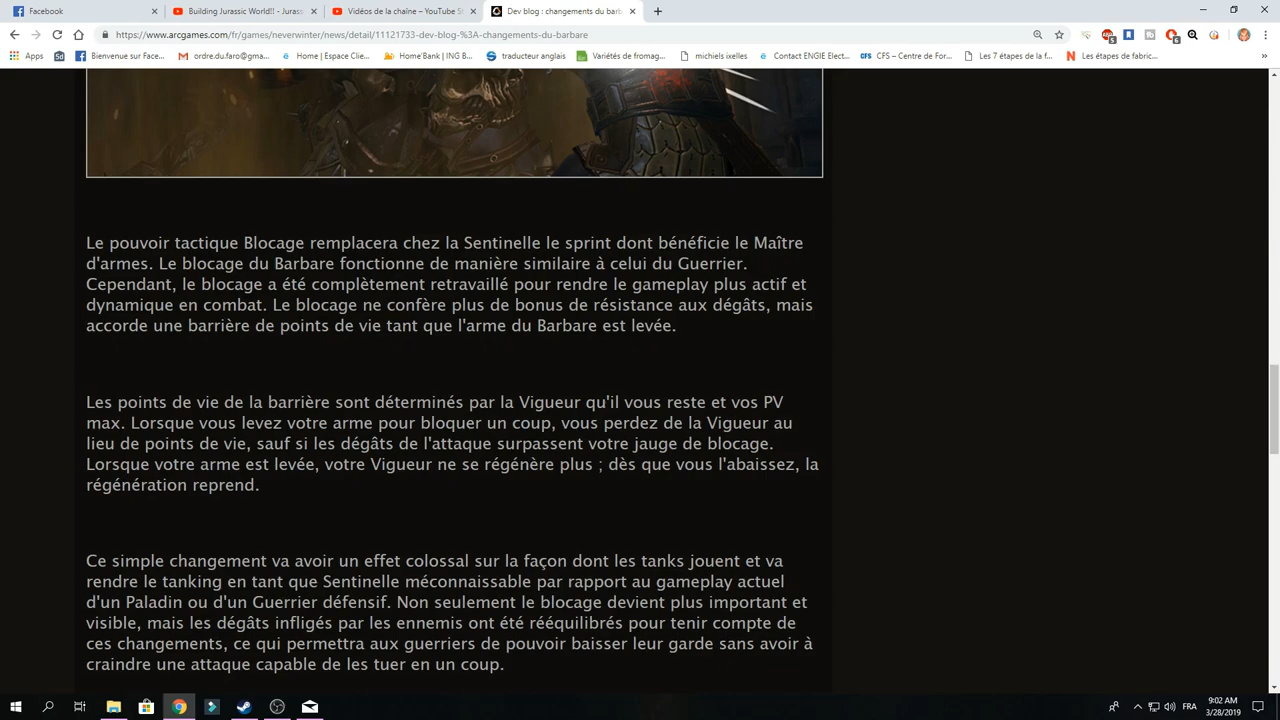 Facebook
Building Jurassic World!! - Jurass
Vidéos de la chaîne – YouTube St
Dev blog : changements du barb
https://www.arcgames.com/fr/games/neverwinter/news/detail/11121733-dev-blog-%3A-changements-du-barbare
Apps
Bienvenue sur Face...
ordre.du.faro@gma...
Home | Espace Clie...
Home'Bank | ING B...
traducteur anglais
Variétés de fromag...
michiels ixelles
Contact ENGIE Elect...
CFS – Centre de For...
Les 7 étapes de la f...
Les étapes de fabric...
Le pouvoir tactique Blocage remplacera chez la Sentinelle le sprint dont bénéficie le Maître
d'armes. Le blocage du Barbare fonctionne de manière similaire à celui du Guerrier.
Cependant, le blocage a été complètement retravaillé pour rendre le gameplay plus actif et
dynamique en combat. Le blocage ne confère plus de bonus de résistance aux dégâts, mais
accorde une barrière de points de vie tant que l'arme du Barbare est levée.
Les points de vie de la barrière sont déterminés par la Vigueur qu'il vous reste et vos PV
max. Lorsque vous levez votre arme pour bloquer un coup, vous perdez de la Vigueur au
lieu de points de vie, sauf si les dégâts de l'attaque surpassent votre jauge de blocage.
Lorsque votre arme est levée, votre Vigueur ne se régénère plus ; dès que vous l'abaissez, la
régénération reprend.
Ce simple changement va avoir un effet colossal sur la façon dont les tanks jouent et va
rendre le tanking en tant que Sentinelle méconnaissable par rapport au gameplay actuel
d'un Paladin ou d'un Guerrier défensif. Non seulement le blocage devient plus important et
visible, mais les dégâts infligés par les ennemis ont été rééquilibrés pour tenir compte de
ces changements, ce qui permettra aux guerriers de pouvoir baisser leur garde sans avoir à
craindre une attaque capable de les tuer en un coup.
FRA
9:02 AM
3/28/2019